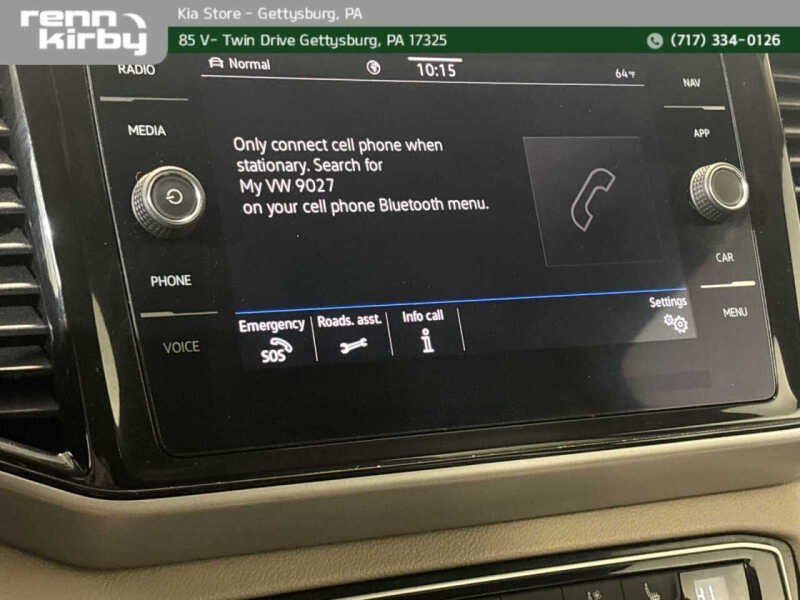 renn kirby
Kia Store - Gettysburg, PA
85 V- Twin Drive Gettysburg, PA 17325
(717) 334-0126
RADIO
Normal
10:15
64°F
NAV
MEDIA
APP
Only connect cell phone when
stationary. Search for
My VW 9027
on your cell phone Bluetooth menu.
PHONE
CAR
VOICE
MENU
Emergency
SOS
Roads. asst.
Info call
i
Settings